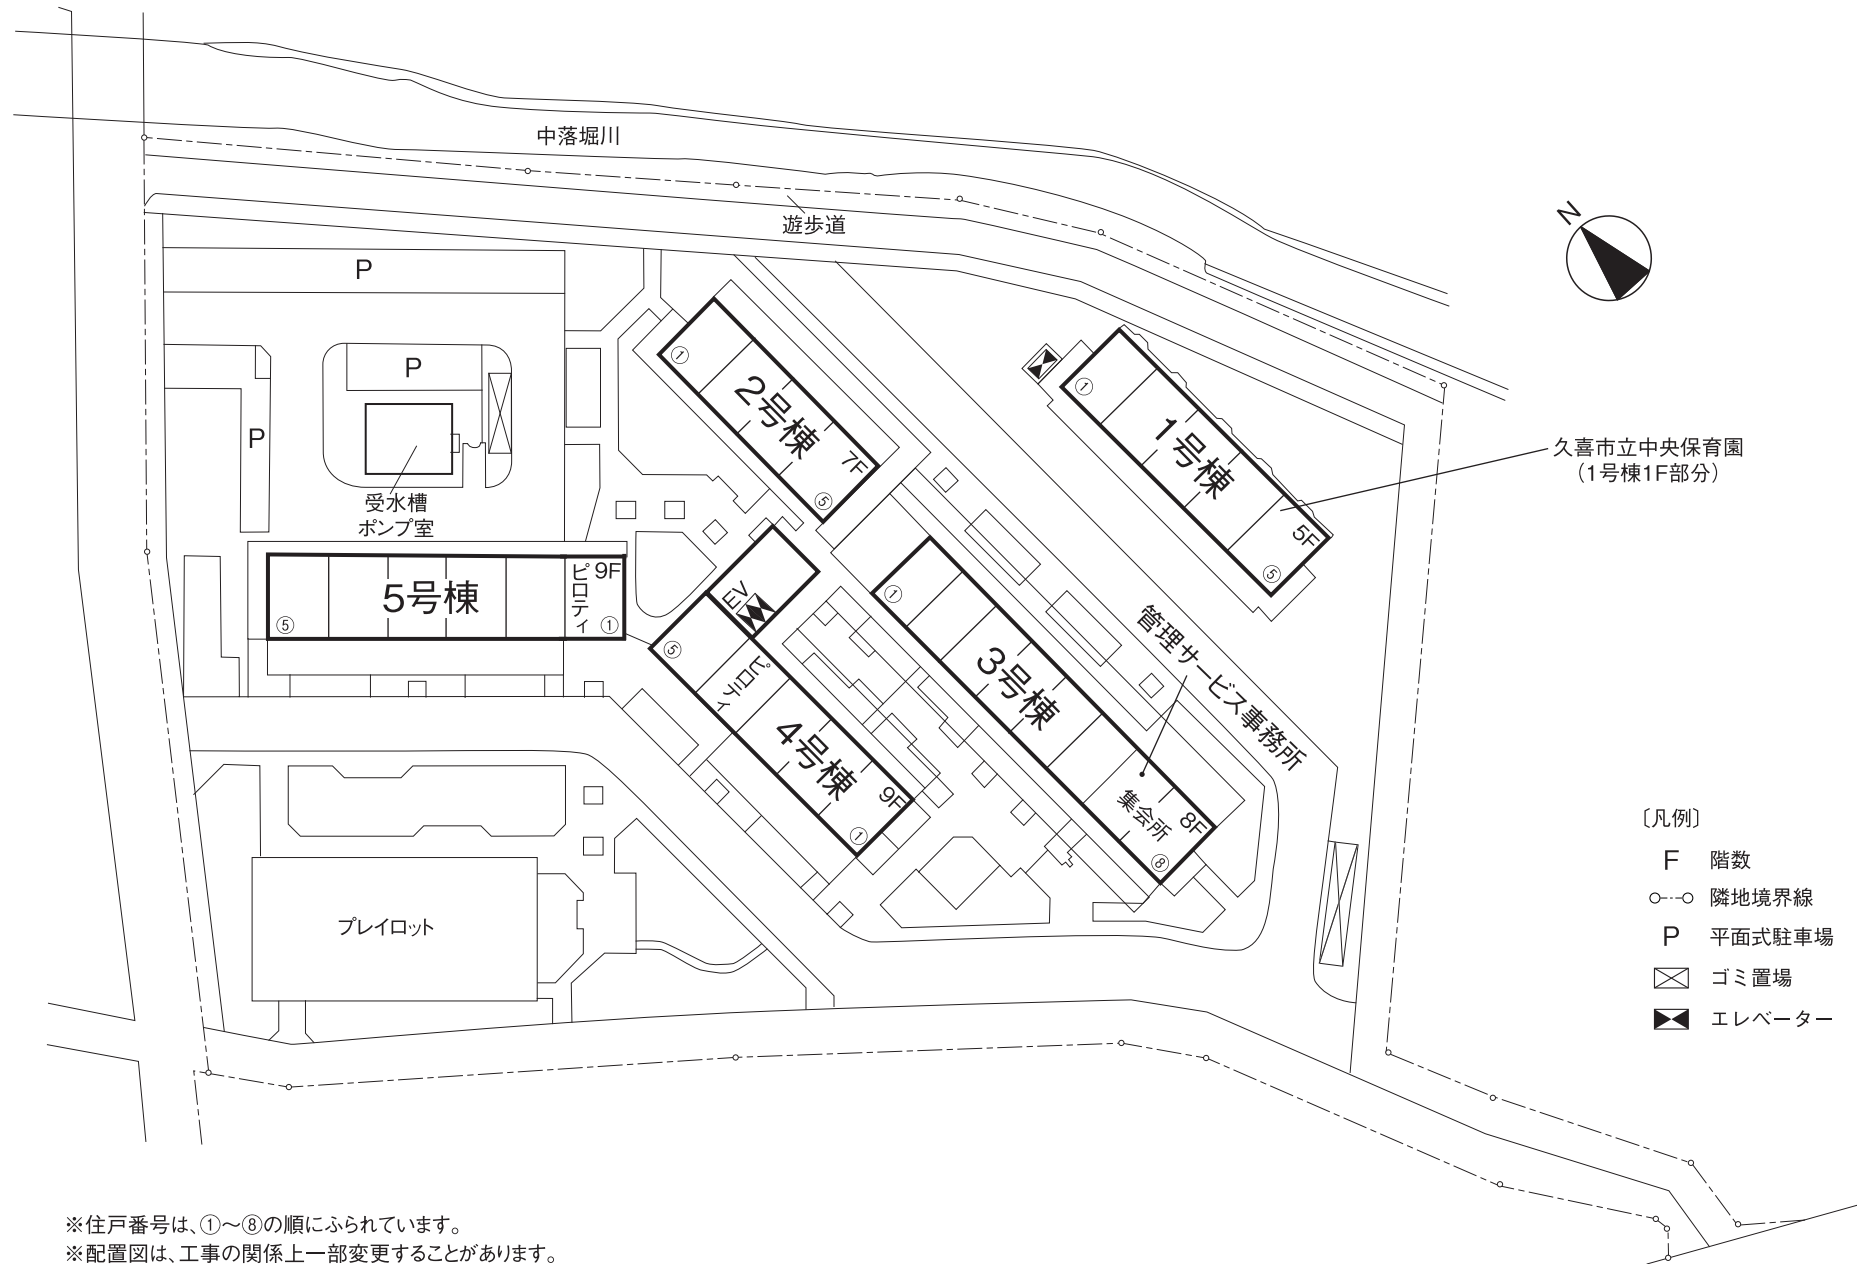 中落堀川
遊歩道
N
P
P
P
受水槽
ポンプ室
①
2号棟
7F
⑤
①
1号棟
5F
⑤
久喜市立中央保育園
（1号棟1F部分）
5号棟
⑤
ピロティ
9F
①
EV
⑤
ピロティ
4号棟
9F
①
①
3号棟
集会所
8F
⑧
管理サービス事務所
プレイロット
〔凡例〕
F 階数
隣地境界線
P 平面式駐車場
ゴミ置場
エレベーター
※住戸番号は、①～⑧の順にふられています。
※配置図は、工事の関係上一部変更することがあります。